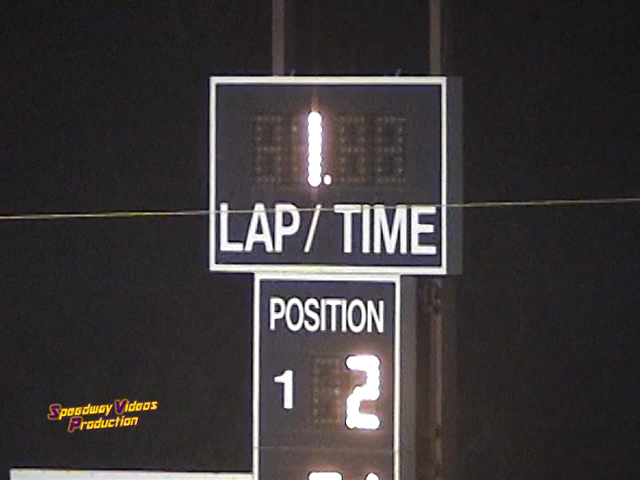 1.
LAP / TIME
POSITION
1 2
Speedway Videos
Production